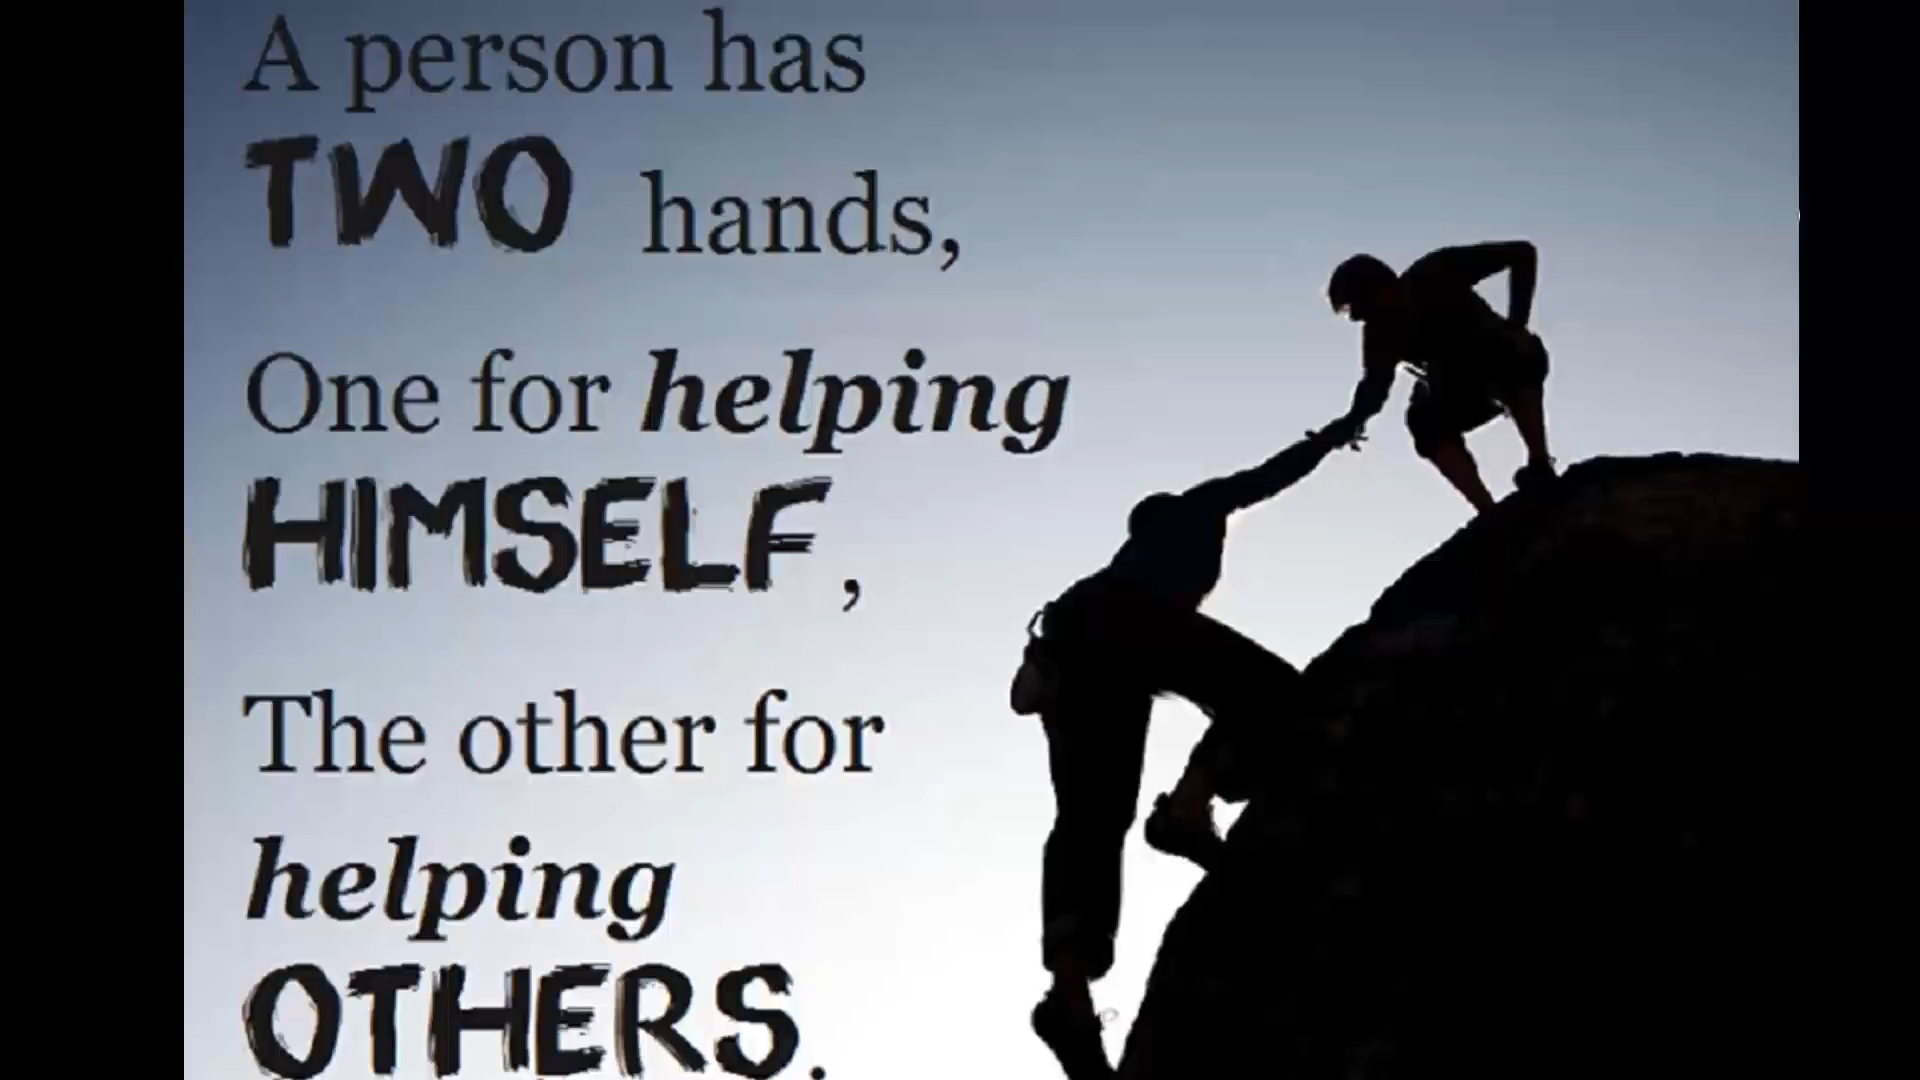 A person has
TWO hands,
One for helping
HIMSELF,
The other for
helping
OTHERS.